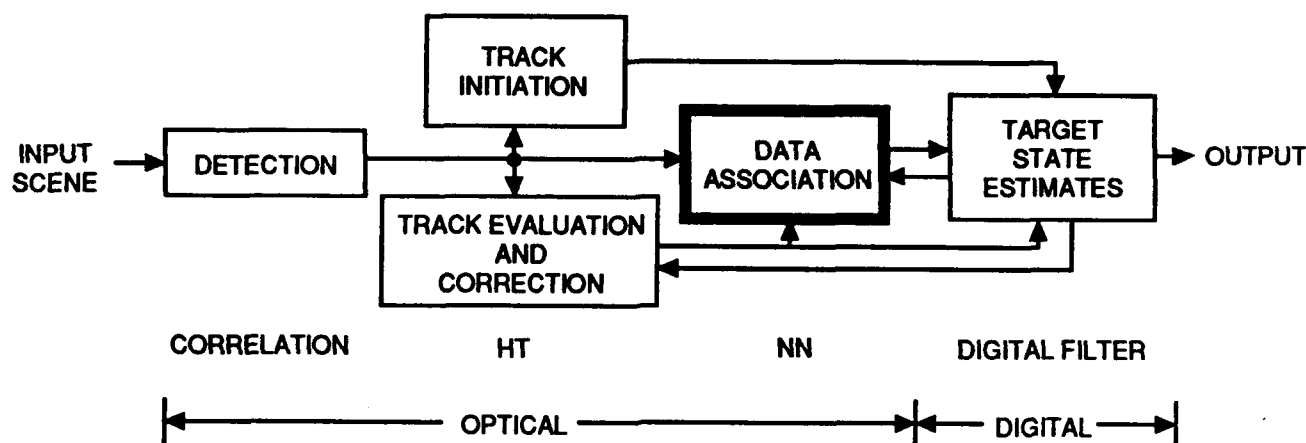 TRACK
INITIATION
INPUT
SCENE
DETECTION
DATA
ASSOCIATION
TARGET
STATE
ESTIMATES
OUTPUT
TRACK EVALUATION
AND
CORRECTION
CORRELATION
HT
NN
DIGITAL FILTER
OPTICAL
DIGITAL